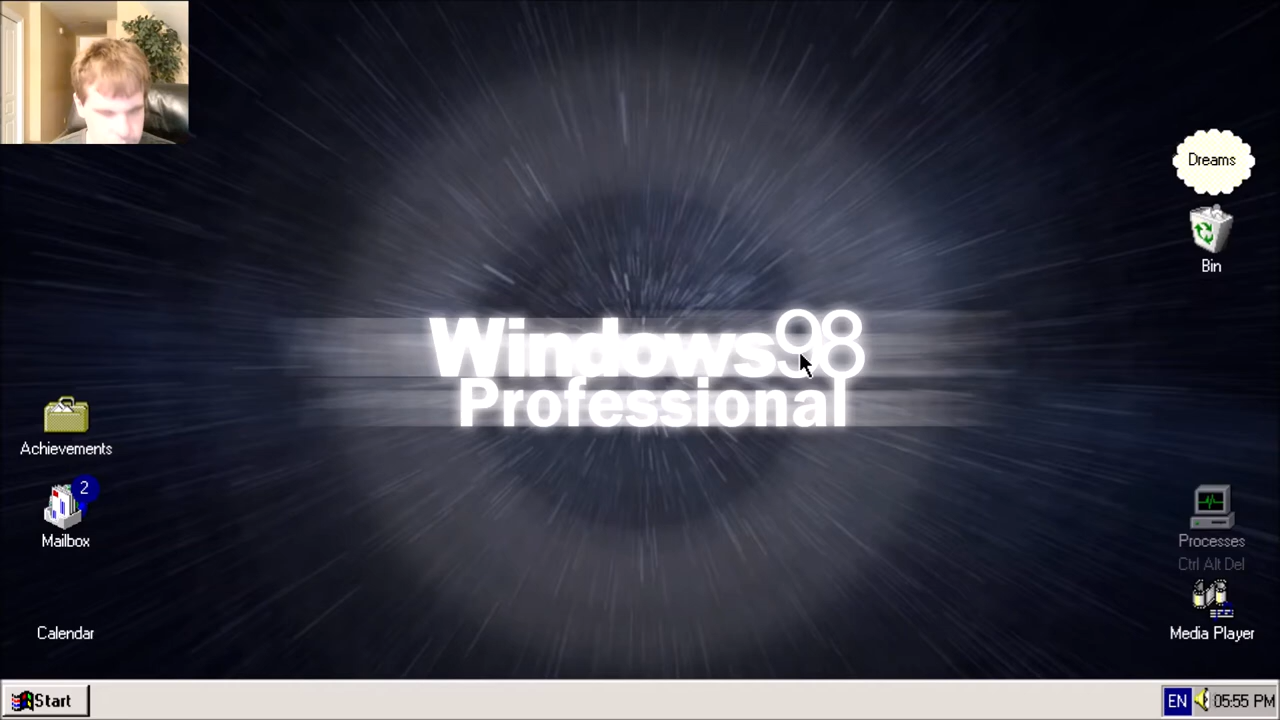 Dreams
Bin
Windows98
Professional
Achievements
2
Mailbox
Processes
Ctrl Alt Del
Calendar
Media Player
Start
EN
05:55 PM